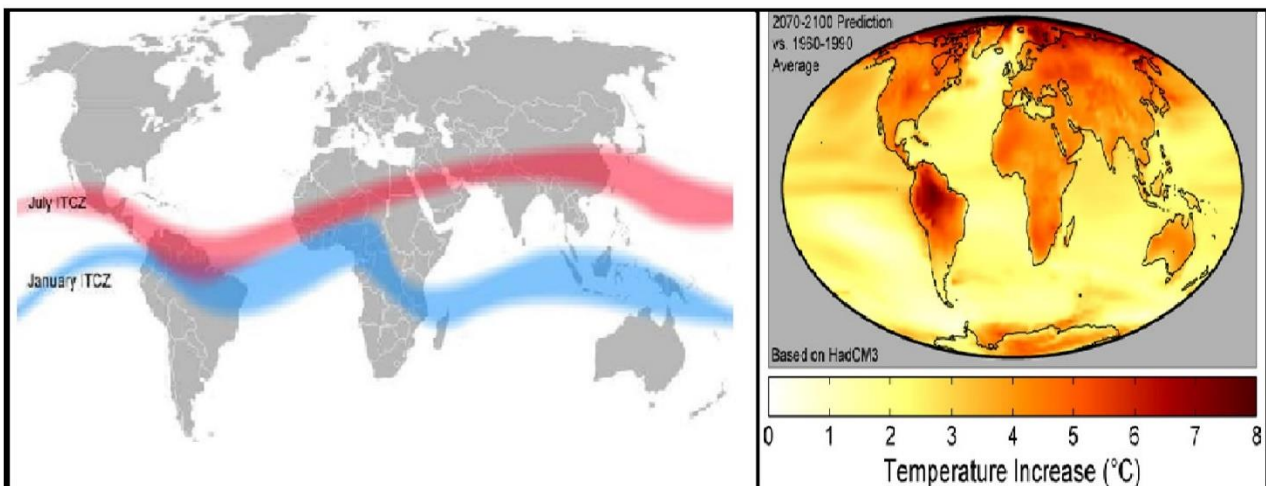 July ITCZ
January ITCZ
2070-2100 Prediction
vs. 1960-1990
Average
Based on HadCM3
0 1 2 3 4 5 6 7 8
Temperature Increase (°C)